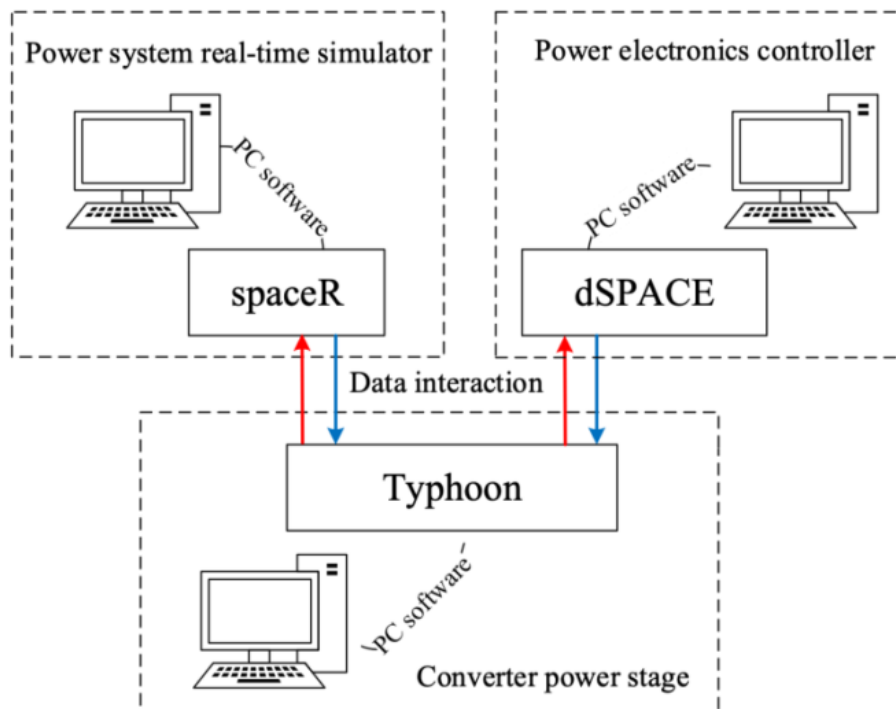 Power system real-time simulator
Power electronics controller
PC software
PC software
spaceR
dSPACE
Data interaction
Typhoon
PC software
Converter power stage